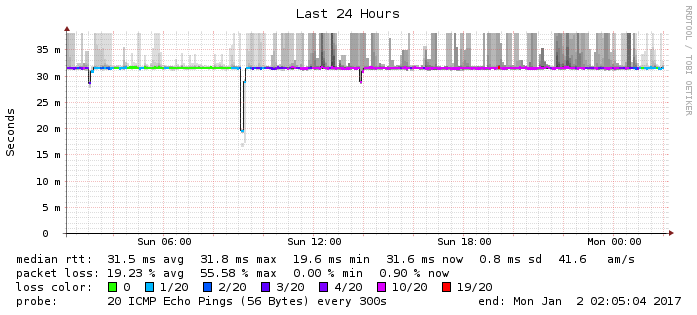 Last 24 Hours
RRDTOOL / TOBI OETIKER
Seconds
35 m
30 m
25 m
20 m
15 m
10 m
5 m
0
Sun 06:00 Sun 12:00 Sun 18:00 Mon 00:00
median rtt: 31.5 ms avg 31.8 ms max 19.6 ms min 31.6 ms now 0.8 ms sd 41.6 am/s
packet loss: 19.23 % avg 55.58 % max 0.00 % min 0.90 % now
loss color: 0 1/20 2/20 3/20 4/20 10/20 19/20
probe: 20 ICMP Echo Pings (56 Bytes) every 300s end: Mon Jan 2 02:05:04 2017